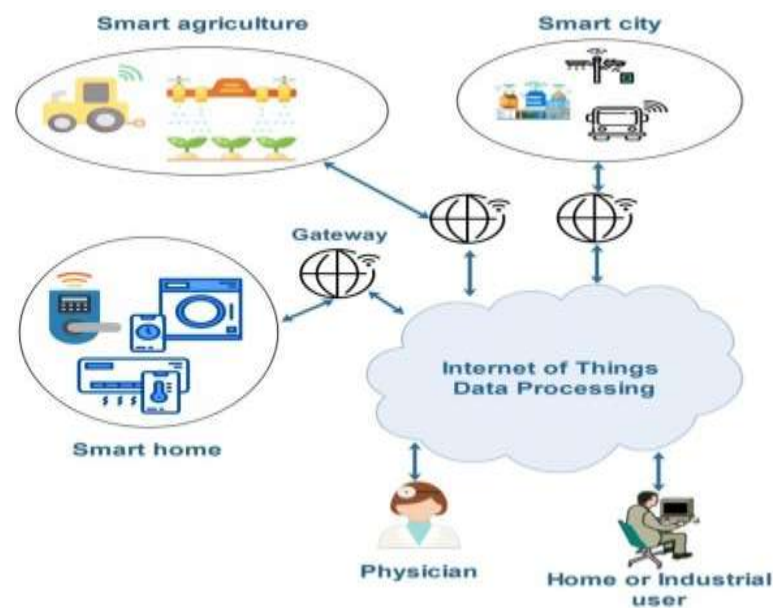 Smart agriculture
Smart city
Gateway
Internet of Things
Data Processing
Smart home
Physician
Home or Industrial
user